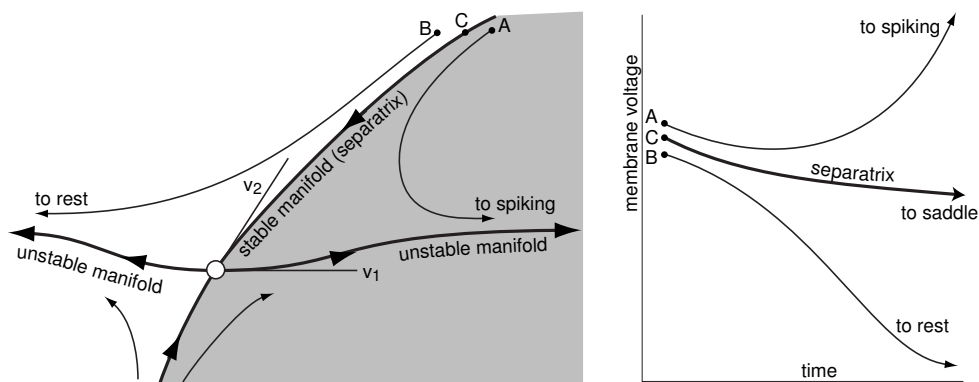 B
C
A
stable manifold (separatrix)
v2
to rest
to spiking
unstable manifold
unstable manifold
v1
membrane voltage
to spiking
A
C
B
separatrix
to saddle
to rest
time